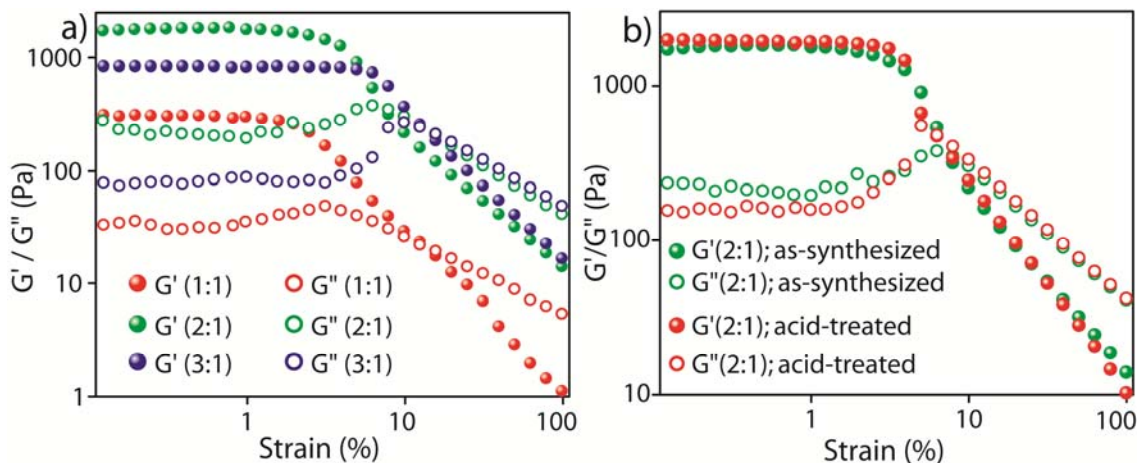 a)
G' / G" (Pa)
1000
100
10
1
G' (1:1) G" (1:1)
G' (2:1) G" (2:1)
G' (3:1) G" (3:1)
1 10 100
Strain (%)
b)
G'/G" (Pa)
1000
100
10
G'(2:1); as-synthesized
G"(2:1); as-synthesized
G'(2:1); acid-treated
G"(2:1); acid-treated
1 10 100
Strain (%)